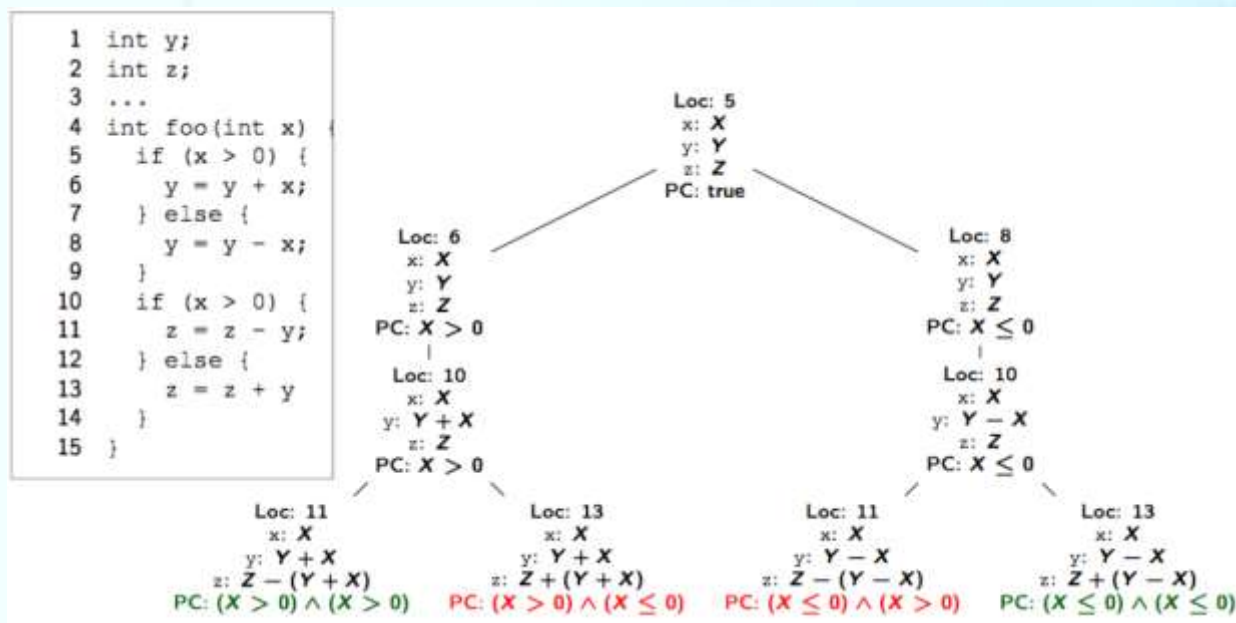 1 int y;
2 int z;
3 ...
4 int foo(int x) {
5 if (x > 0) {
6 y = y + x;
7 } else {
8 y = y - x;
9 }
10 if (x > 0) {
11 z = z - y;
12 } else {
13 z = z + y
14 }
15 }
Loc: 5
x: X
y: Y
z: Z
PC: true
Loc: 6
x: X
y: Y
z: Z
PC: X > 0
Loc: 8
x: X
y: Y
z: Z
PC: X ≤ 0
Loc: 10
x: X
y: Y + X
z: Z
PC: X > 0
Loc: 10
x: X
y: Y − X
z: Z
PC: X ≤ 0
Loc: 11
x: X
y: Y + X
z: Z − (Y + X)
PC: (X > 0) ∧ (X > 0)
Loc: 13
x: X
y: Y + X
z: Z + (Y + X)
PC: (X > 0) ∧ (X ≤ 0)
Loc: 11
x: X
y: Y − X
z: Z − (Y − X)
PC: (X ≤ 0) ∧ (X > 0)
Loc: 13
x: X
y: Y − X
z: Z + (Y − X)
PC: (X ≤ 0) ∧ (X ≤ 0)